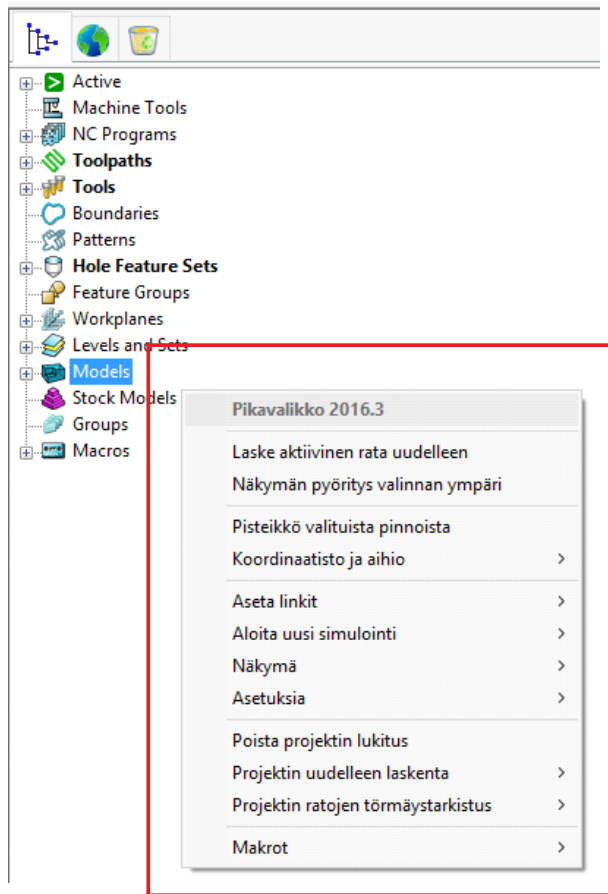 Active
Machine Tools
NC Programs
Toolpaths
Tools
Boundaries
Patterns
Hole Feature Sets
Feature Groups
Workplanes
Levels and Sets
Models
Stock Models
Groups
Macros
Pikavalikko 2016.3
Laske aktiivinen rata uudelleen
Näkymän pyöritys valinnan ympäri
Pisteikkö valituista pinnoista
Koordinaatisto ja aihio
Aseta linkit
Aloita uusi simulointi
Näkymä
Asetuksia
Poista projektin lukitus
Projektin uudelleen laskenta
Projektin ratojen törmäystarkistus
Makrot